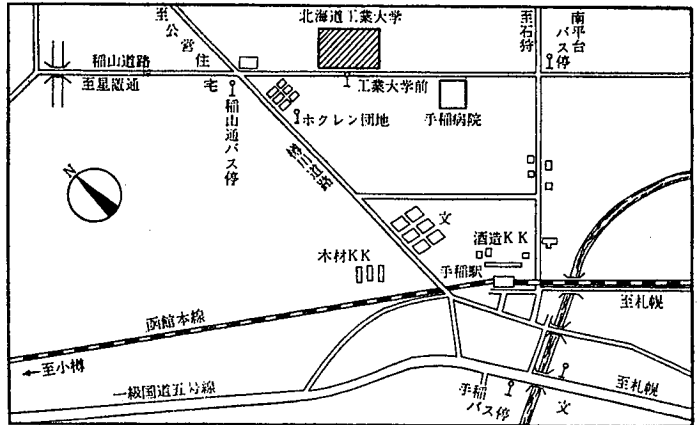 北海道工業大学
至公営住宅
至石狩
南平台
バス停
稲山道路
至星置通
工業大学前
手稲病院
ホクレン団地
稲山通バス停
樽川道路
N
文
酒造KK
木材KK
手稲駅
函館本線
至札幌
←至小樽
一級国道五号線
手稲
バス停
至札幌
文